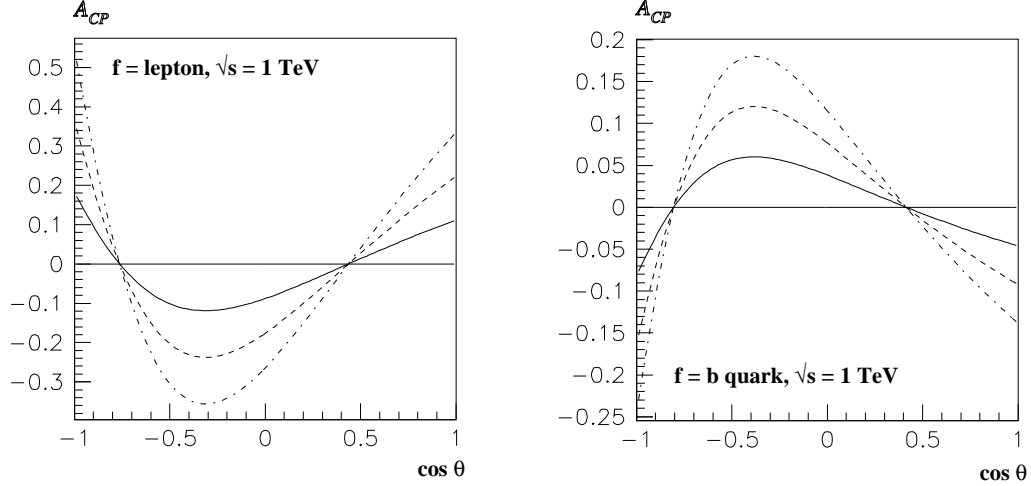 A_CP
f = lepton, √s = 1 TeV
0.5
0.4
0.3
0.2
0.1
0
−0.1
−0.2
−0.3
−1 −0.5 0 0.5 1
cos θ
A_CP
0.2
0.15
0.1
0.05
0
−0.05
−0.1
−0.15
−0.2
−0.25
f = b quark, √s = 1 TeV
−1 −0.5 0 0.5 1
cos θ